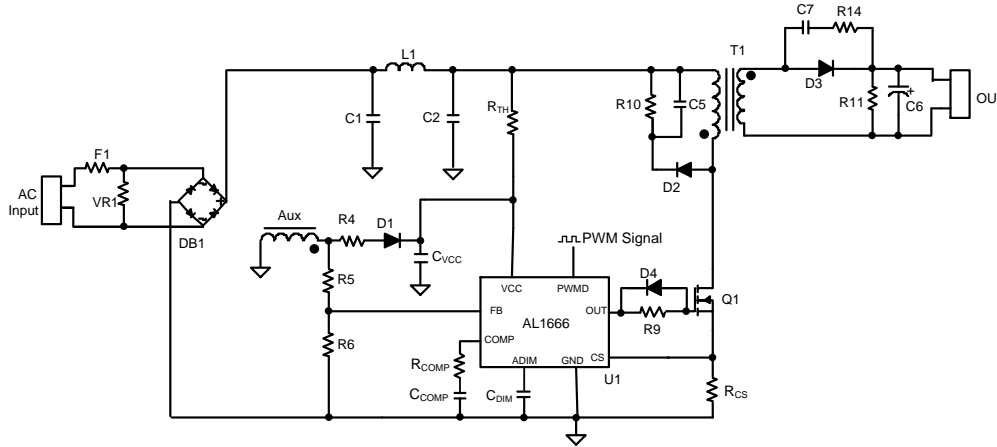 C7
R14
L1
T1
D3
R10
C5
R11
C6
OU
RTH
C1
C2
F1
D2
AC
Input
VR1
Aux
R4
D1
DB1
PWM Signal
CVCC
D4
R5
VCC
PWMD
Q1
FB
OUT
AL1666
R9
R6
COMP
RCOMP
ADIM
GND
CS
U1
CCOMP
CDIM
RCS